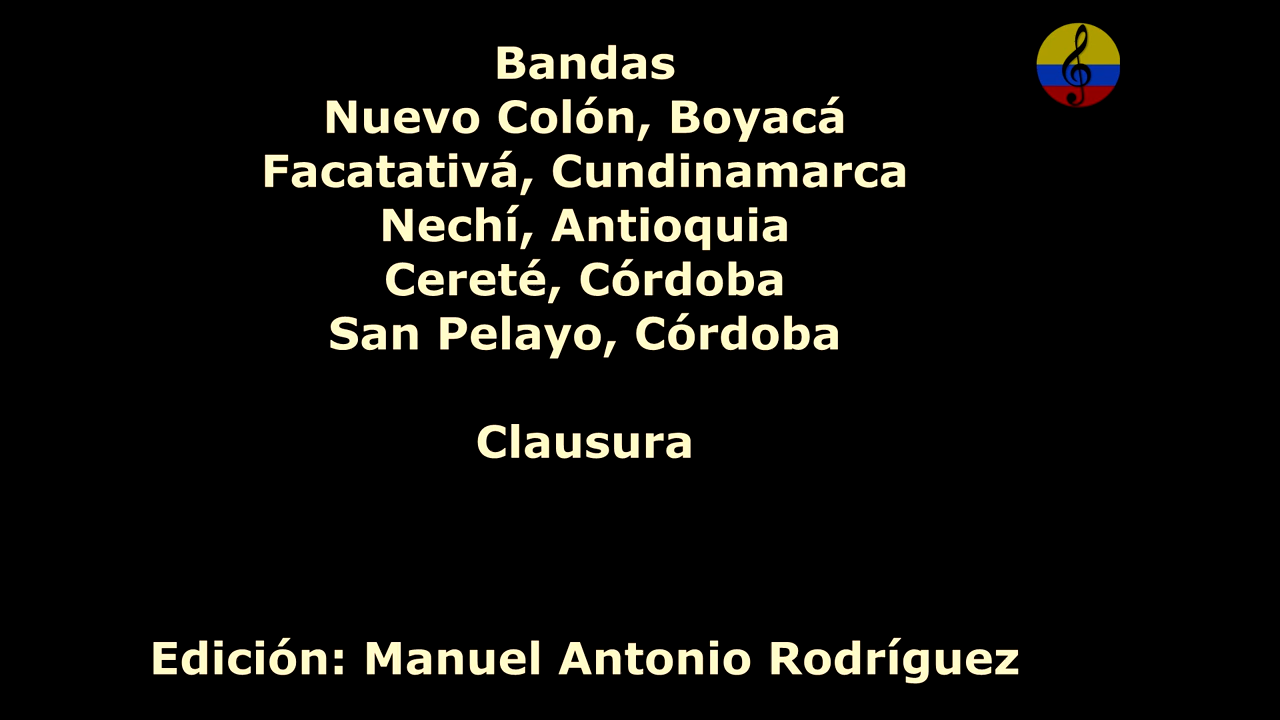 Bandas
Nuevo Colón, Boyacá
Facatativá, Cundinamarca
Nechí, Antioquia
Cereté, Córdoba
San Pelayo, Córdoba
Clausura
Edición: Manuel Antonio Rodríguez